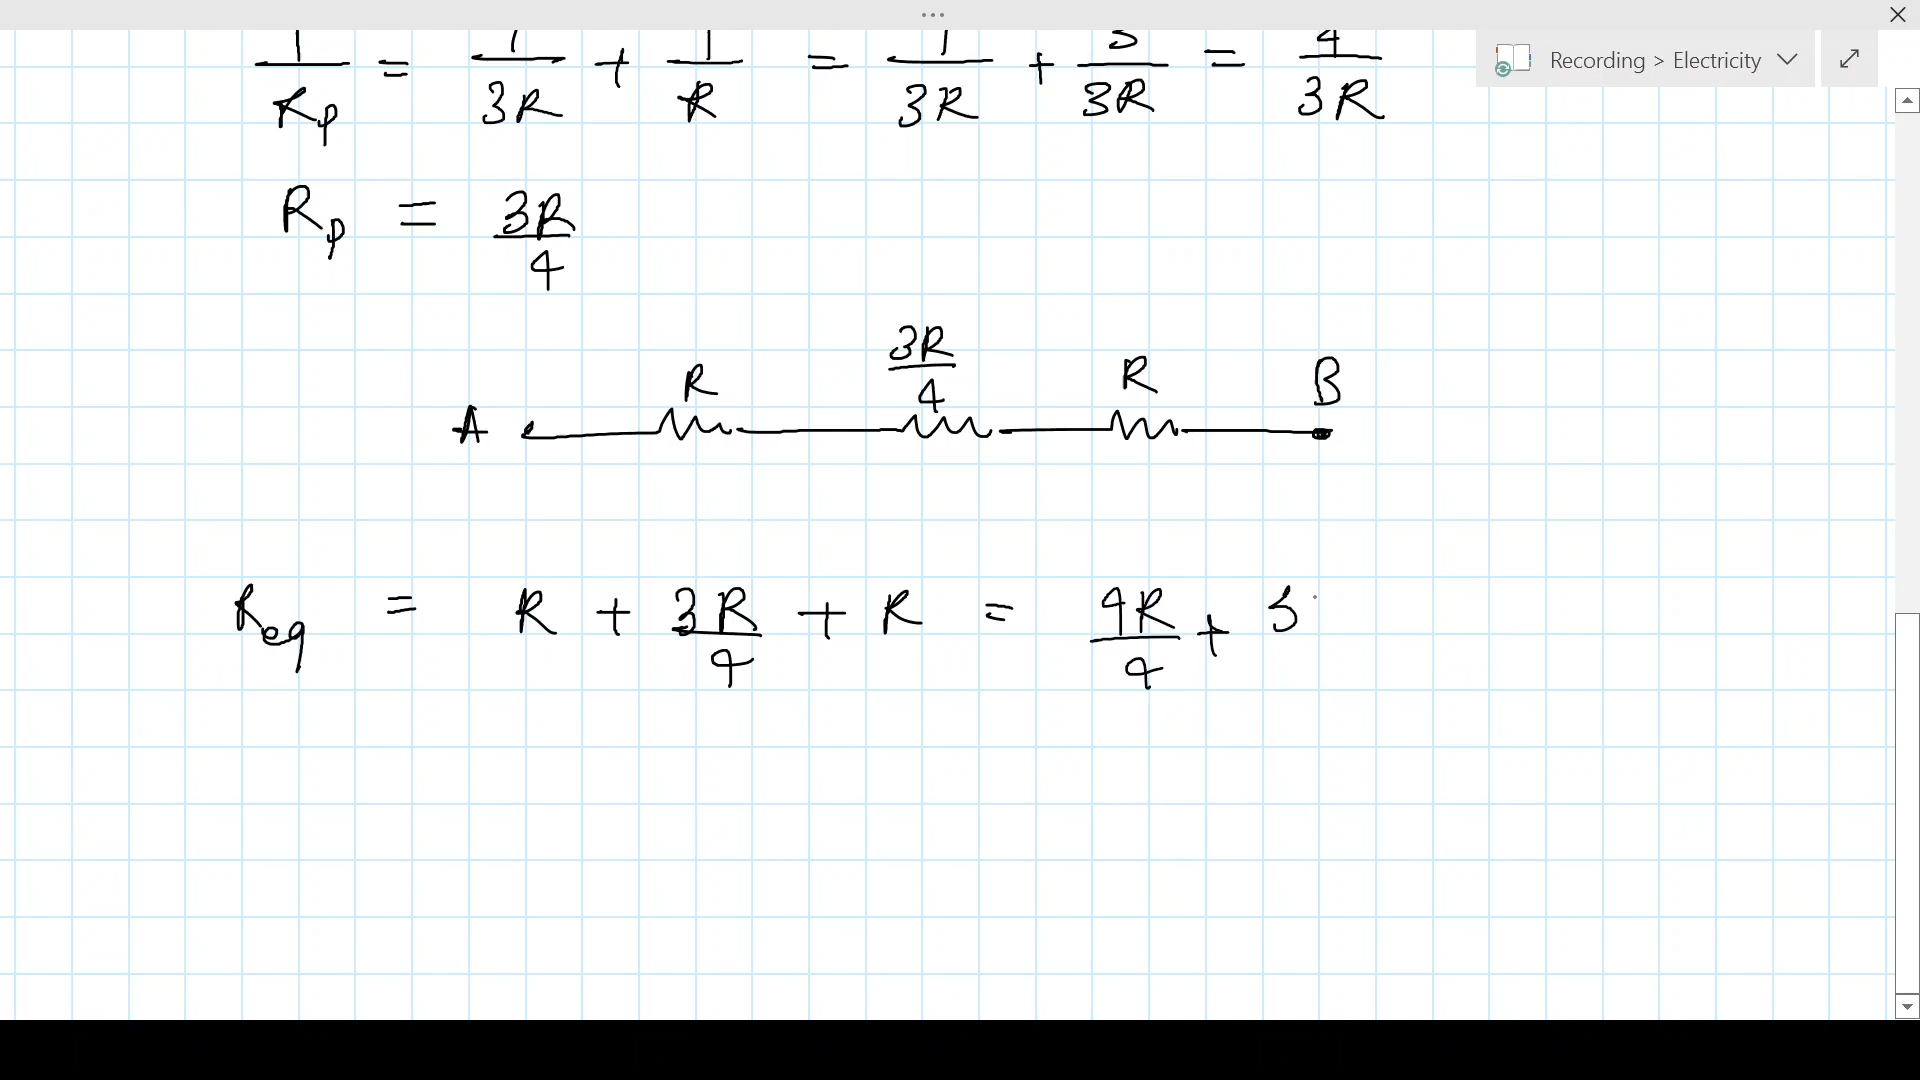 Recording > Electricity
1/Rp = 1/3R + 1/R = 1/3R + 3/3R = 4/3R
Rp = 3R/4
3R/4
R R B
A
Req = R + 3R/4 + R = 4R/4 + 3